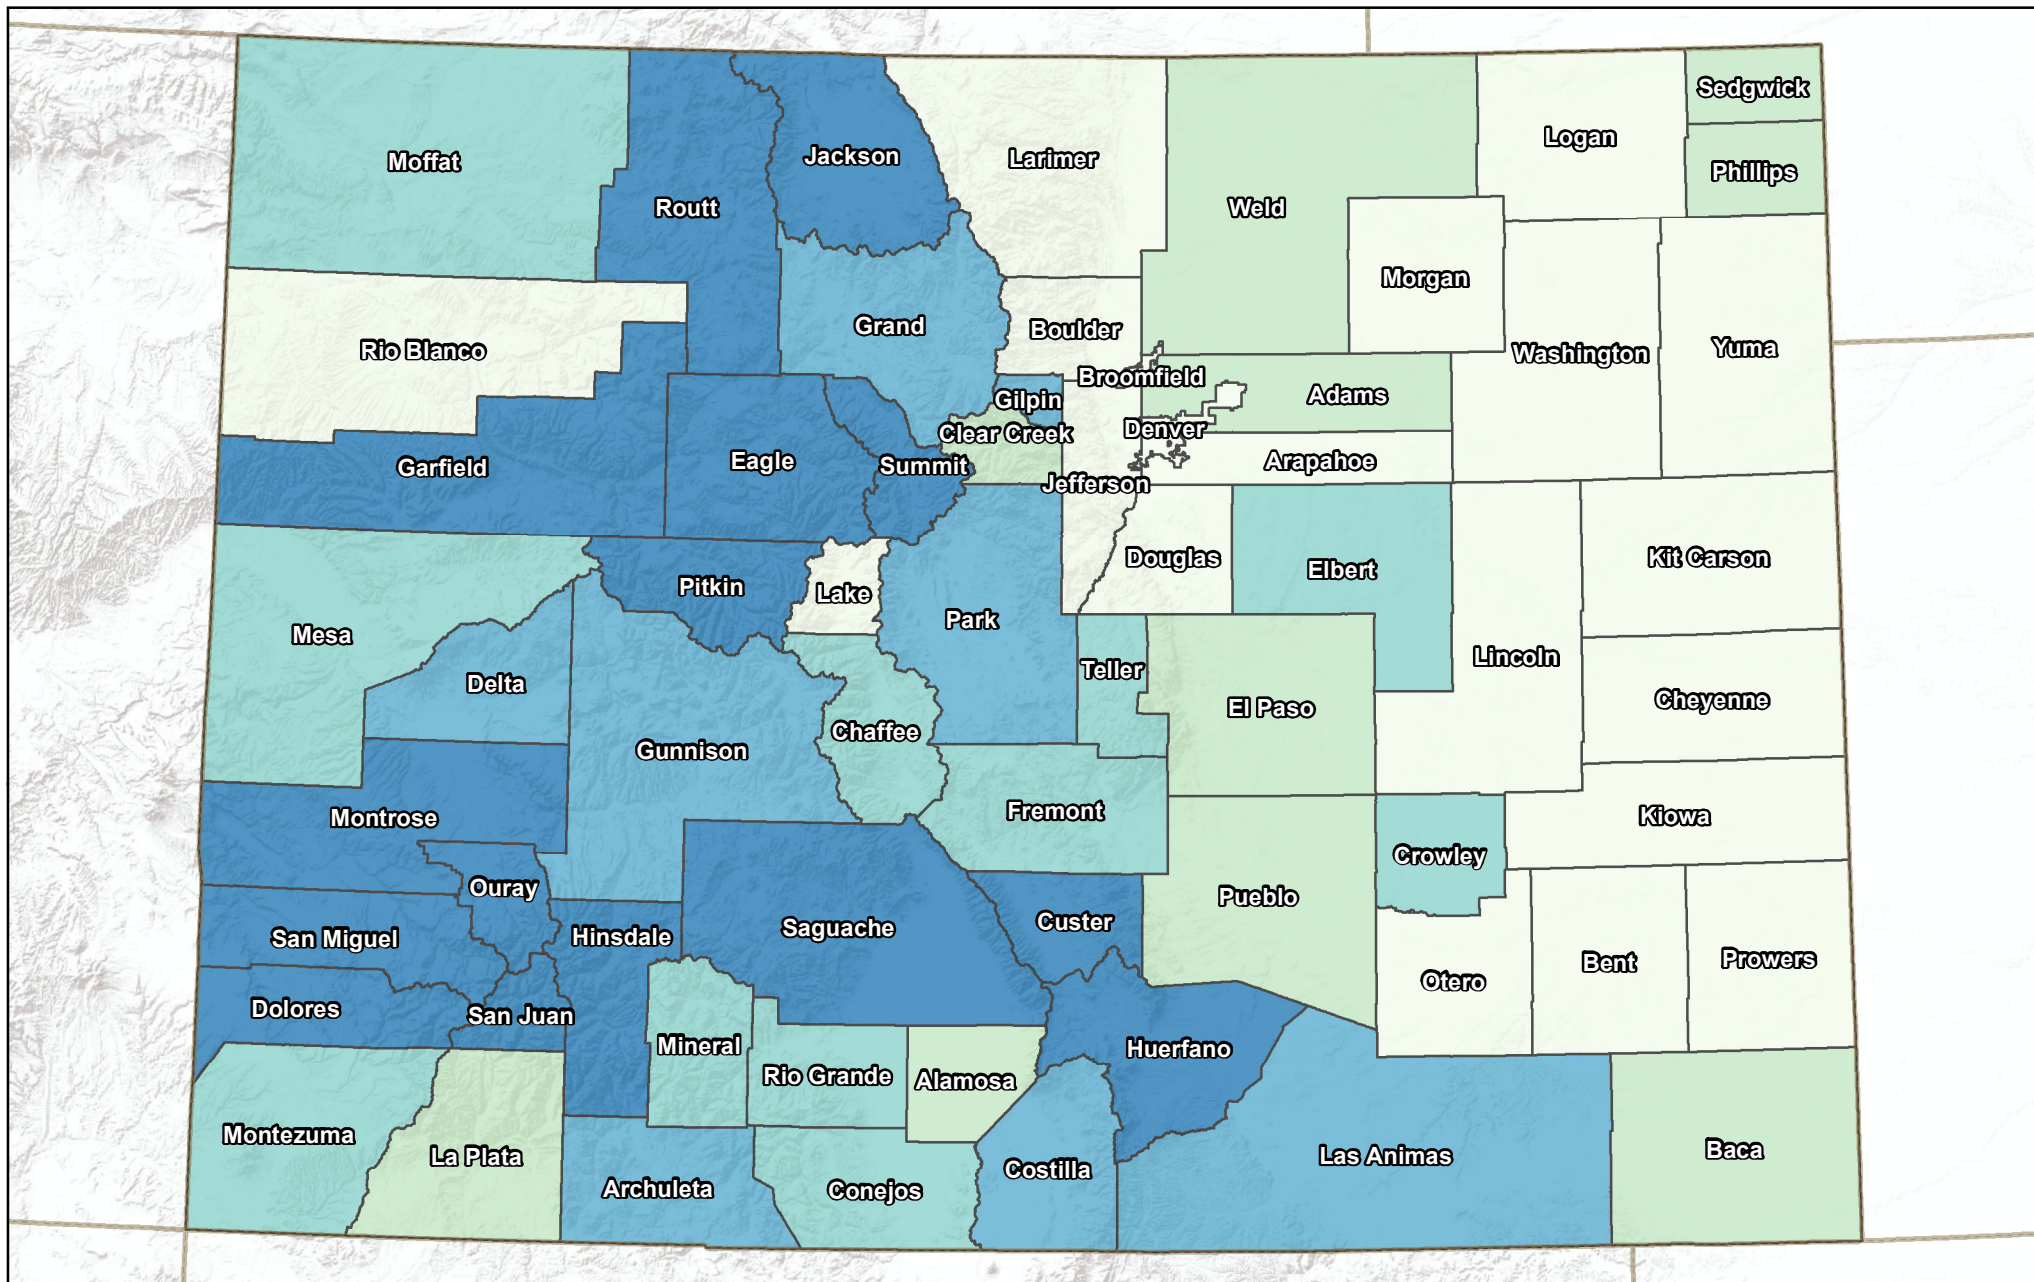 Sedgwick
Logan
Moffat
Jackson
Larimer
Phillips
Routt
Weld
Morgan
Grand
Boulder
Rio Blanco
Washington
Yuma
Broomfield
Gilpin
Adams
Clear Creek
Denver
Garfield
Eagle
Summit
Arapahoe
Jefferson
Douglas
Elbert
Kit Carson
Pitkin
Lake
Park
Mesa
Teller
Lincoln
Delta
Cheyenne
El Paso
Chaffee
Gunnison
Montrose
Fremont
Kiowa
Crowley
Ouray
Pueblo
San Miguel
Hinsdale
Saguache
Custer
Bent
Prowers
Otero
Dolores
San Juan
Mineral
Huerfano
Rio Grande
Alamosa
Montezuma
La Plata
Las Animas
Baca
Costilla
Archuleta
Conejos